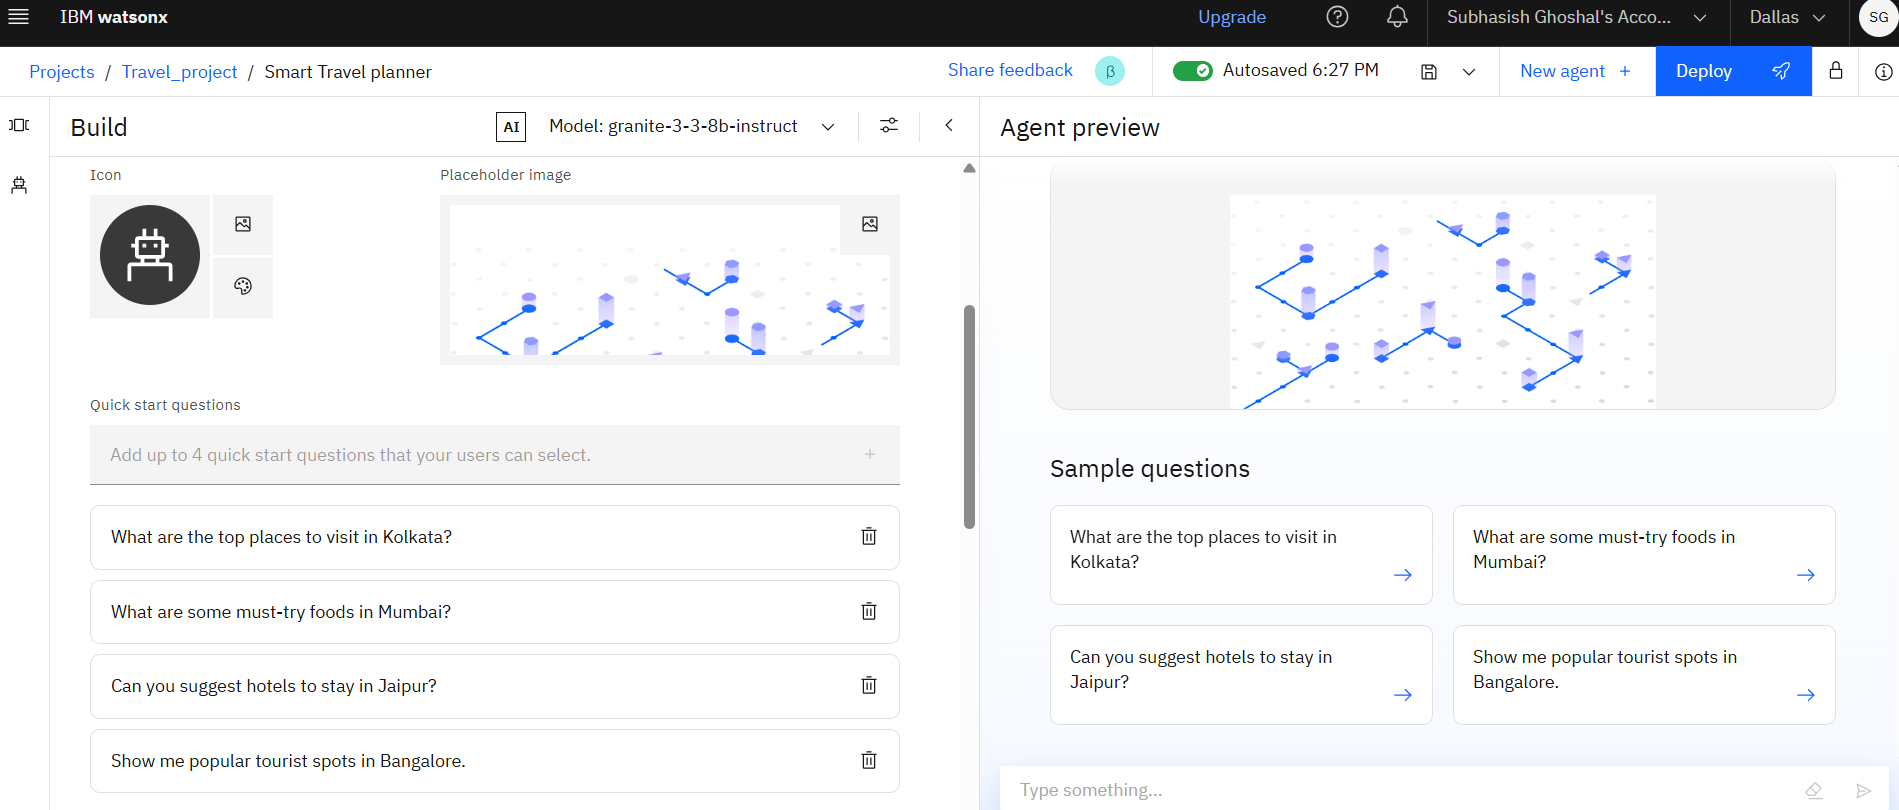 IBM watsonx
Upgrade
Subhasish Ghoshal's Acco...
Dallas
SG
Projects / Travel_project / Smart Travel planner
Share feedback
β
Autosaved 6:27 PM
New agent +
Deploy
Build
AI
Model: granite-3-3-8b-instruct
Agent preview
Icon
Placeholder image
Quick start questions
Add up to 4 quick start questions that your users can select.
What are the top places to visit in Kolkata?
What are some must-try foods in Mumbai?
Can you suggest hotels to stay in Jaipur?
Show me popular tourist spots in Bangalore.
Sample questions
What are the top places to visit in
Kolkata?
What are some must-try foods in
Mumbai?
Can you suggest hotels to stay in
Jaipur?
Show me popular tourist spots in
Bangalore.
Type something...